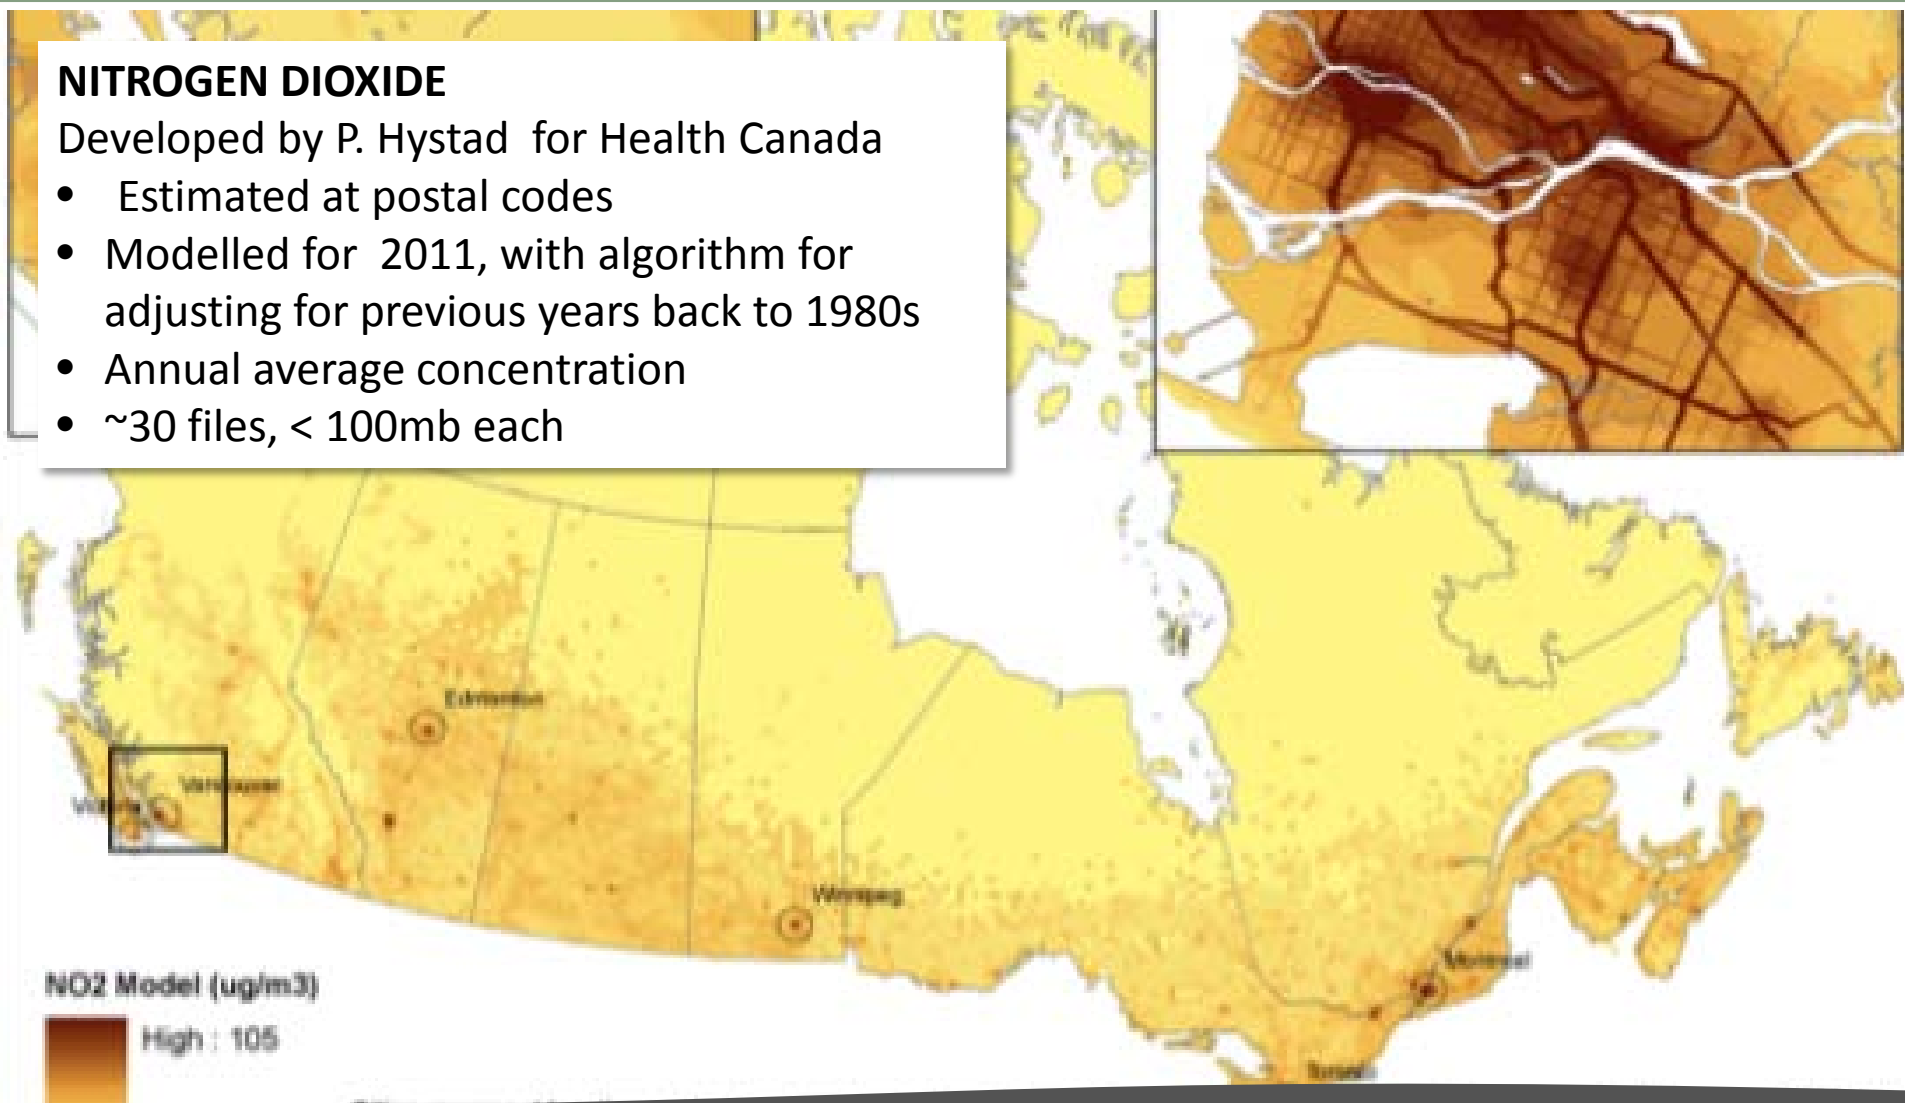 NITROGEN DIOXIDE
Developed by P. Hystad for Health Canada
• Estimated at postal codes
• Modelled for 2011, with algorithm for
adjusting for previous years back to 1980s
• Annual average concentration
• ~30 files, < 100mb each
Edmonton
Vancouver
Winnipeg
Montreal
NO2 Model (ug/m3)
High : 105
Toronto